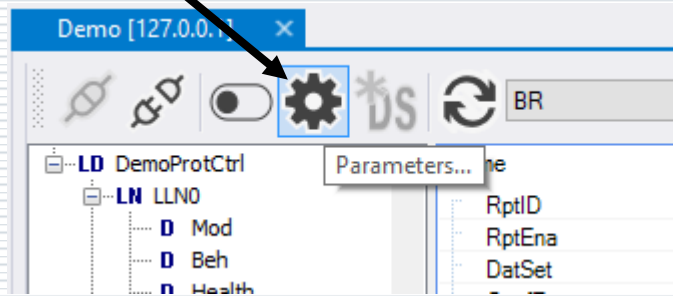 Demo [127.0.0.1] ×
*DS BR
LD DemoProtCtrl
Parameters...
LN LLN0
RptID
D Mod
RptEna
D Beh
DatSet
D Health